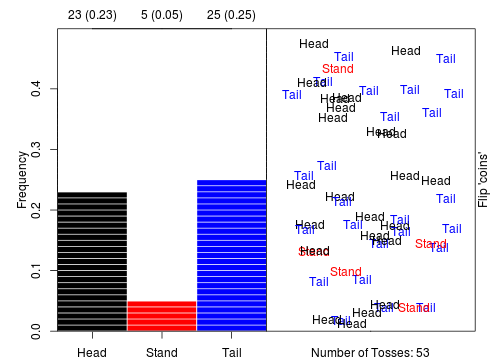 23 (0.23) 5 (0.05) 25 (0.25)
Frequency
0.4
0.3
0.2
0.1
0.0
Head Stand Tail
Head
Head
Tail
Tail
Stand
Head
Tail
Tail
Tail
Tail
Tail
Head
Head
Head
Tail
Head
Tail
Head
Head
Tail
Tail
Head
Head
Head
Head
Tail
Tail
Head
Tail
Head
Tail
Head
Tail
Tail
Tail
Head
Head
Tail
Stand
Tail
Stand
Head
Stand
Tail
Tail
Head
Tail
Stand
Tail
Head
Tail
Head
Flip 'coins'
Number of Tosses: 53